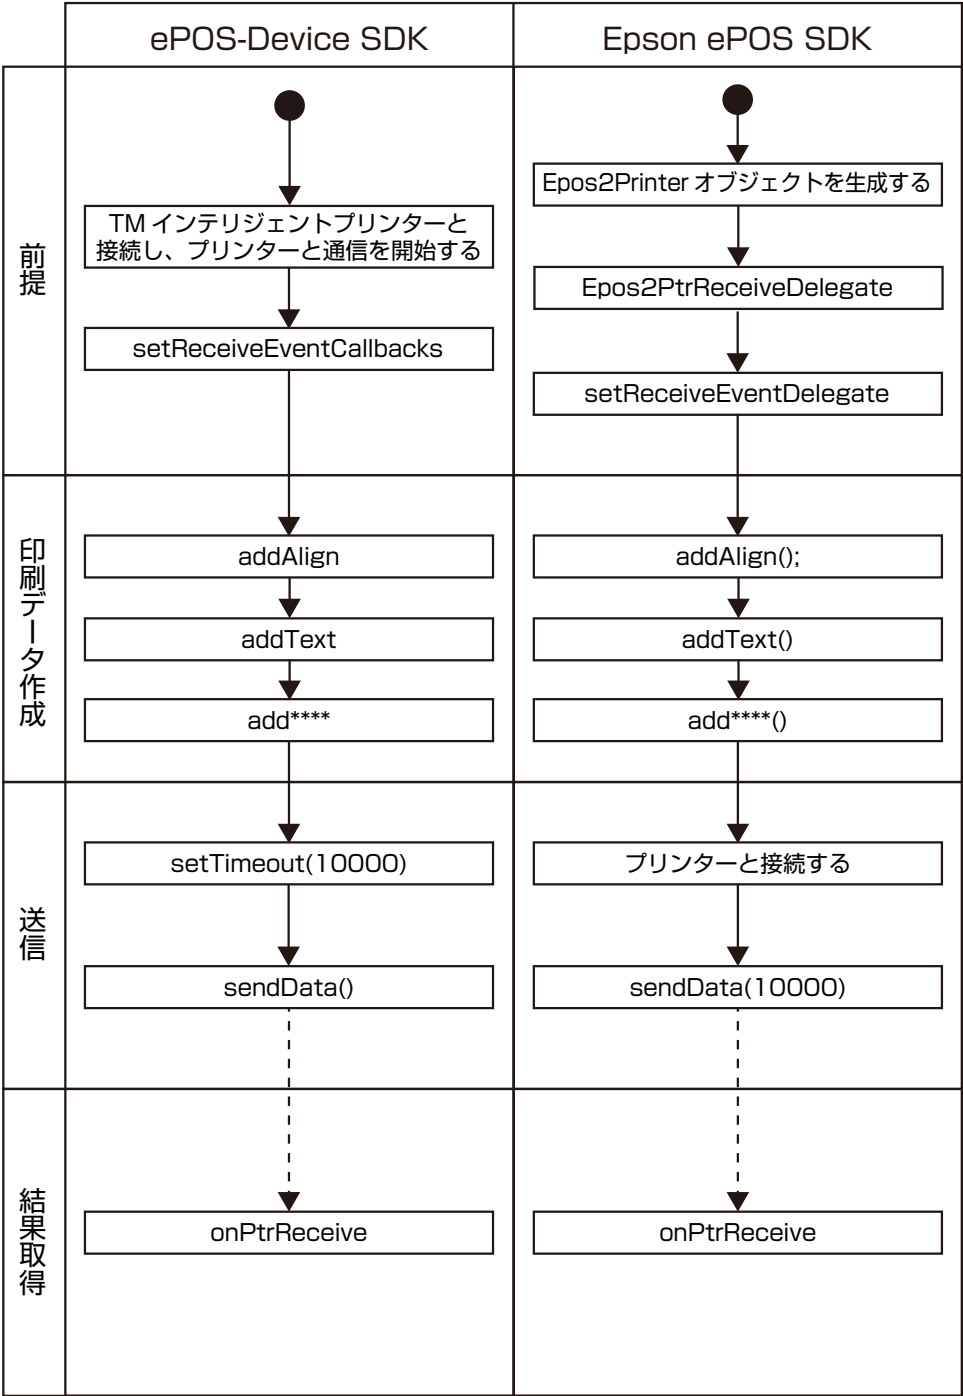 ePOS-Device SDK
Epson ePOS SDK
前提
TM インテリジェントプリンターと
接続し、プリンターと通信を開始する
setReceiveEventCallbacks
Epos2Printer オブジェクトを生成する
Epos2PtrReceiveDelegate
setReceiveEventDelegate
印刷データ作成
addAlign
addText
add****
addAlign();
addText()
add****()
送信
setTimeout(10000)
sendData()
プリンターと接続する
sendData(10000)
結果取得
onPtrReceive
onPtrReceive